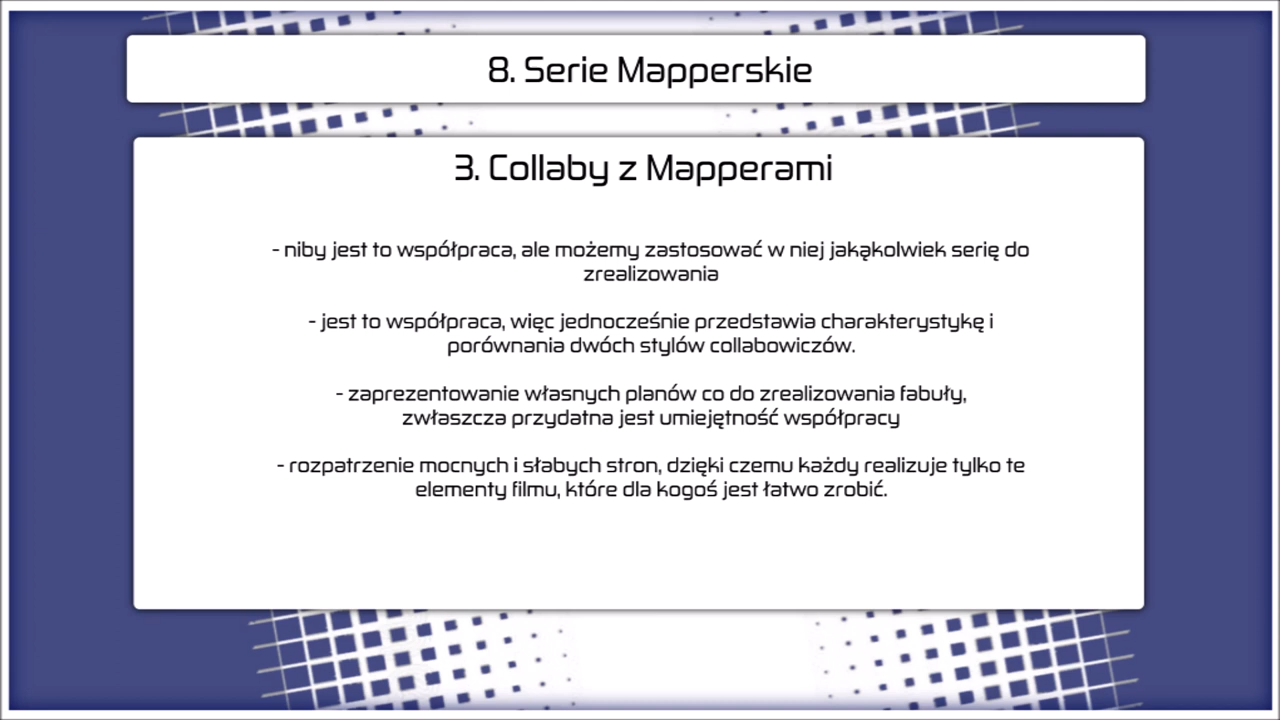 8. Serie Mapperskie
3. Collaby z Mapperami
- niby jest to współpraca, ale możemy zastosować w niej jakąkolwiek serię do
zrealizowania
- jest to współpraca, więc jednocześnie przedstawia charakterystykę i
porównania dwóch stylów collabowiczów.
- zaprezentowanie własnych planów co do zrealizowania fabuły,
zwłaszcza przydatna jest umiejętność współpracy
- rozpatrzenie mocnych i słabych stron, dzięki czemu każdy realizuje tylko te
elementy filmu, które dla kogoś jest łatwo zrobić.